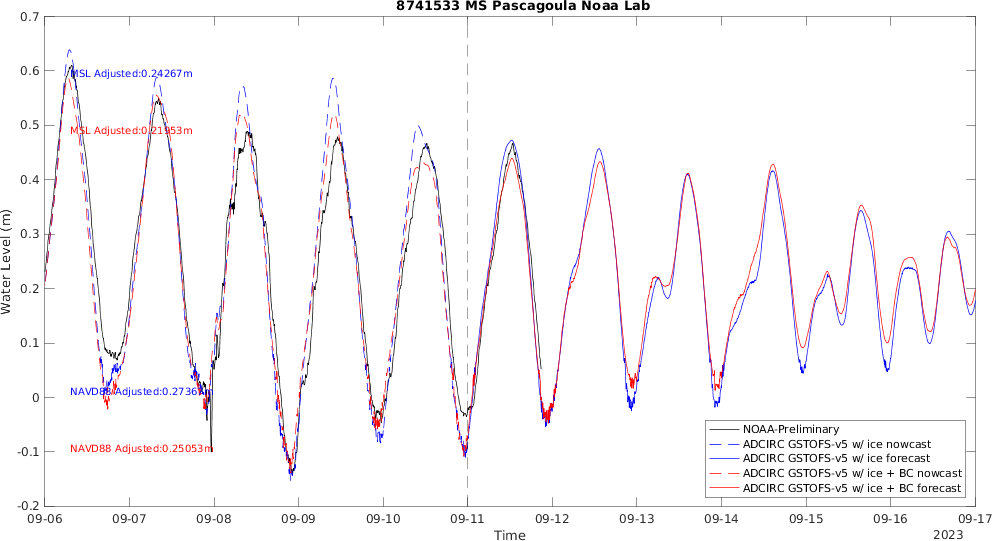 8741533 MS Pascagoula Noaa Lab
Water Level (m)
0.7
0.6
0.5
0.4
0.3
0.2
0.1
0
-0.1
-0.2
MSL Adjusted:0.24267m
MSL Adjusted:0.21953m
NAVD88 Adjusted:0.27367m
NAVD88 Adjusted:0.25053m
NOAA-Preliminary
ADCIRC GSTOFS-v5 w/ ice nowcast
ADCIRC GSTOFS-v5 w/ ice forecast
ADCIRC GSTOFS-v5 w/ ice + BC nowcast
ADCIRC GSTOFS-v5 w/ ice + BC forecast
09-06 09-07 09-08 09-09 09-10 09-11 09-12 09-13 09-14 09-15 09-16 09-17
Time
2023